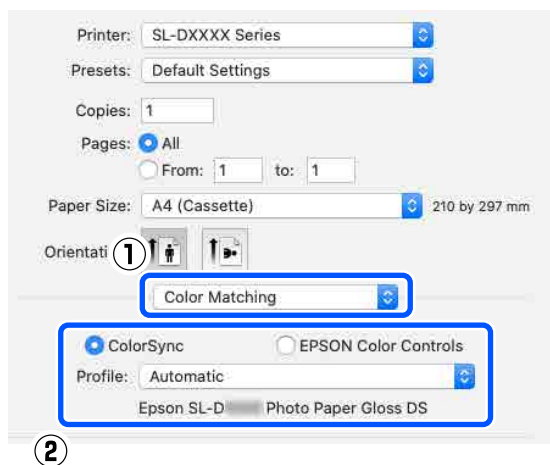 Printer: SL-DXXXX Series
Presets: Default Settings
Copies: 1
Pages: All
From: 1 to: 1
Paper Size: A4 (Cassette) 210 by 297 mm
Orientati
①
Color Matching
ColorSync EPSON Color Controls
Profile: Automatic
Epson SL-D Photo Paper Gloss DS
②